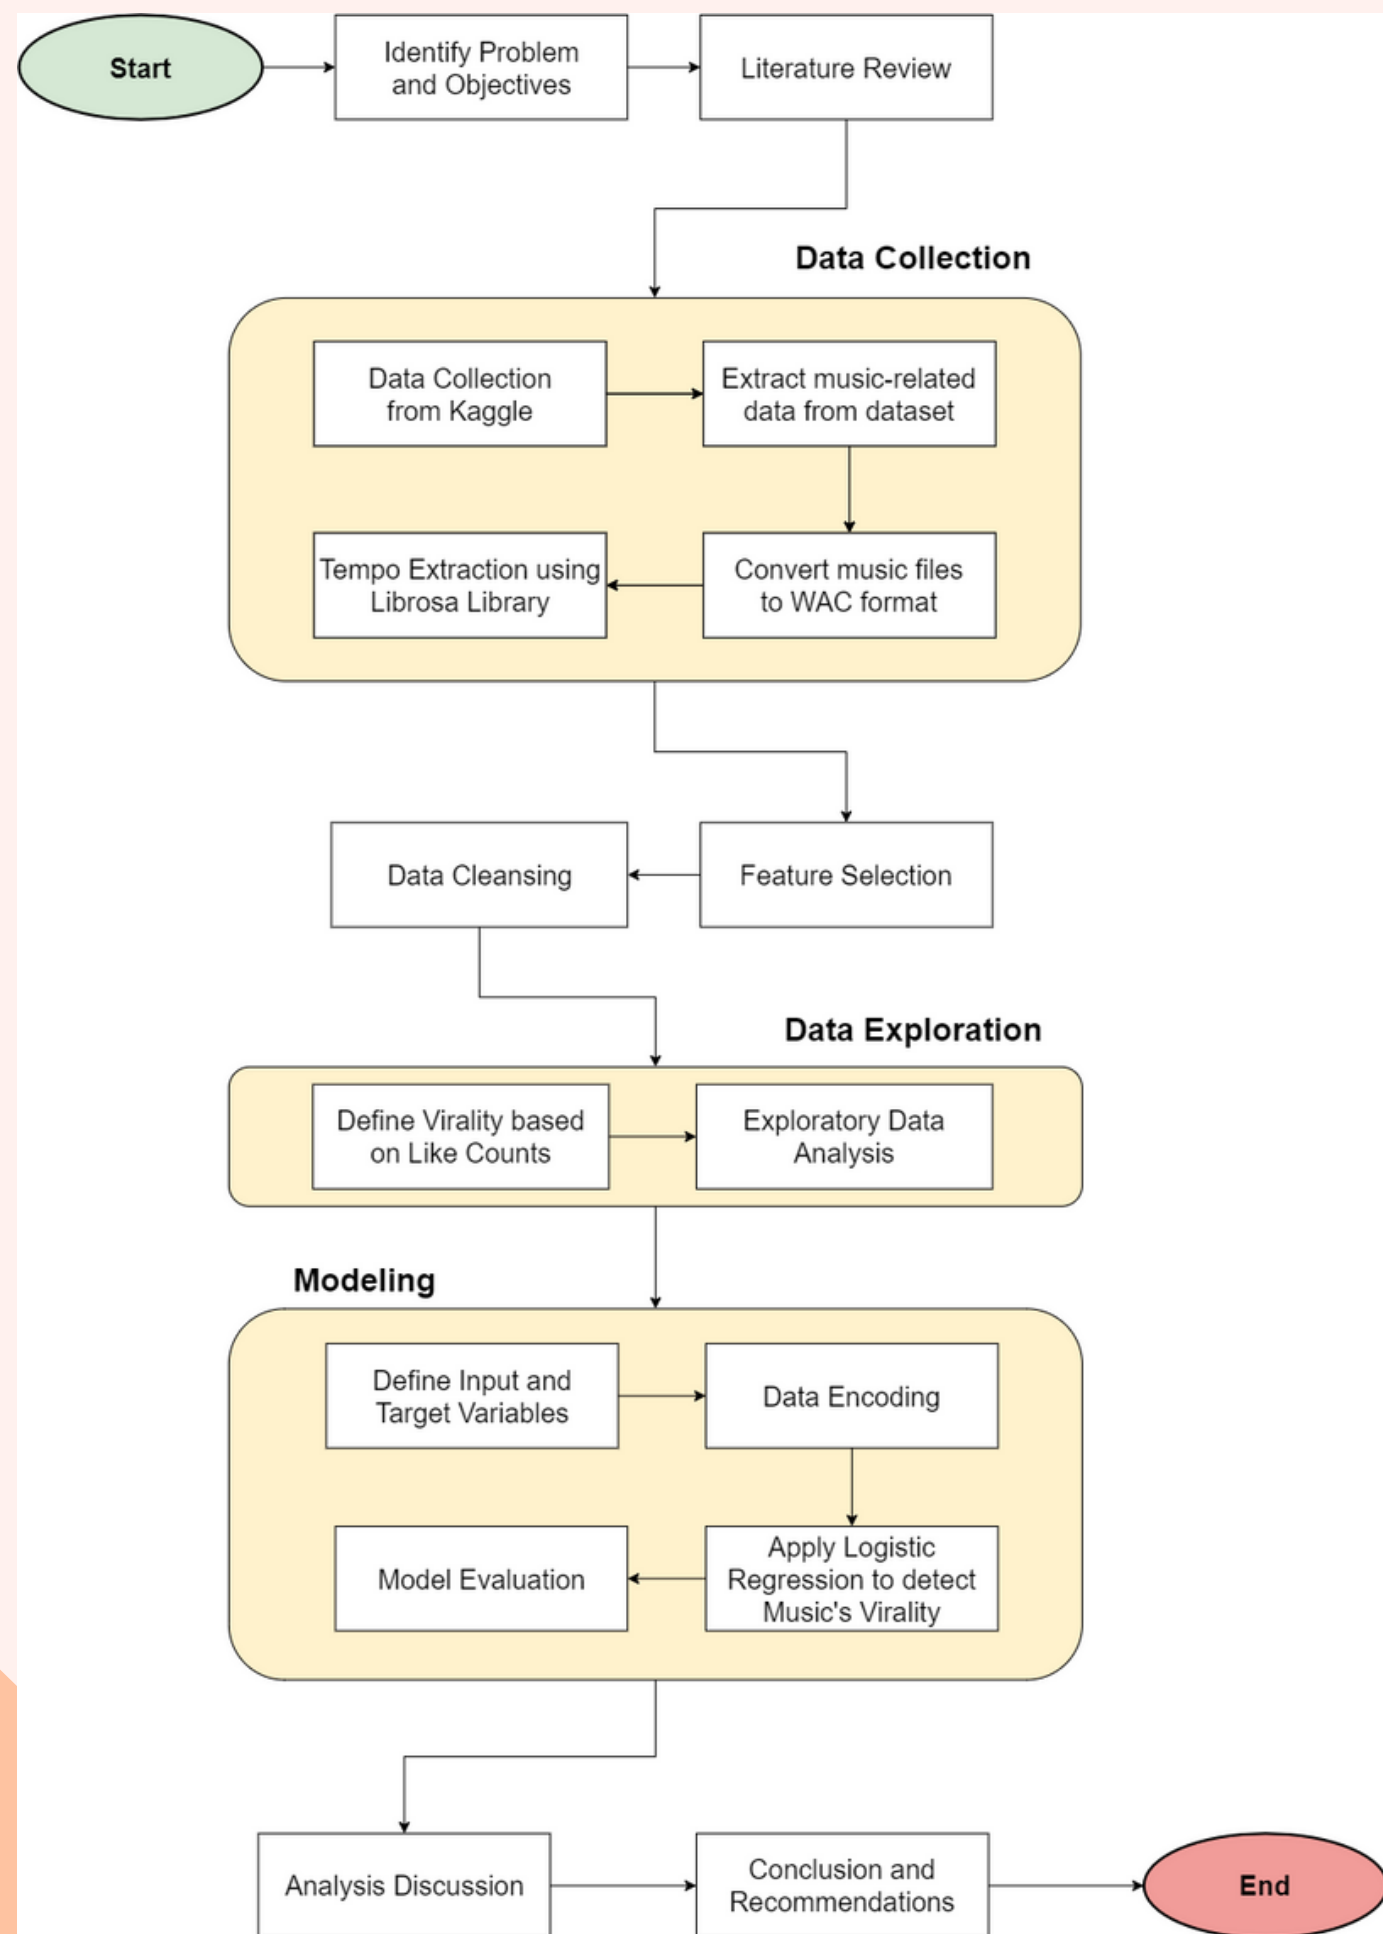 Start
Identify Problem
and Objectives
Literature Review
Data Collection
Data Collection
from Kaggle
Extract music-related
data from dataset
Tempo Extraction using
Librosa Library
Convert music files
to WAC format
Data Cleansing
Feature Selection
Data Exploration
Define Virality based
on Like Counts
Exploratory Data
Analysis
Modeling
Define Input and
Target Variables
Data Encoding
Model Evaluation
Apply Logistic
Regression to detect
Music's Virality
Analysis Discussion
Conclusion and
Recommendations
End